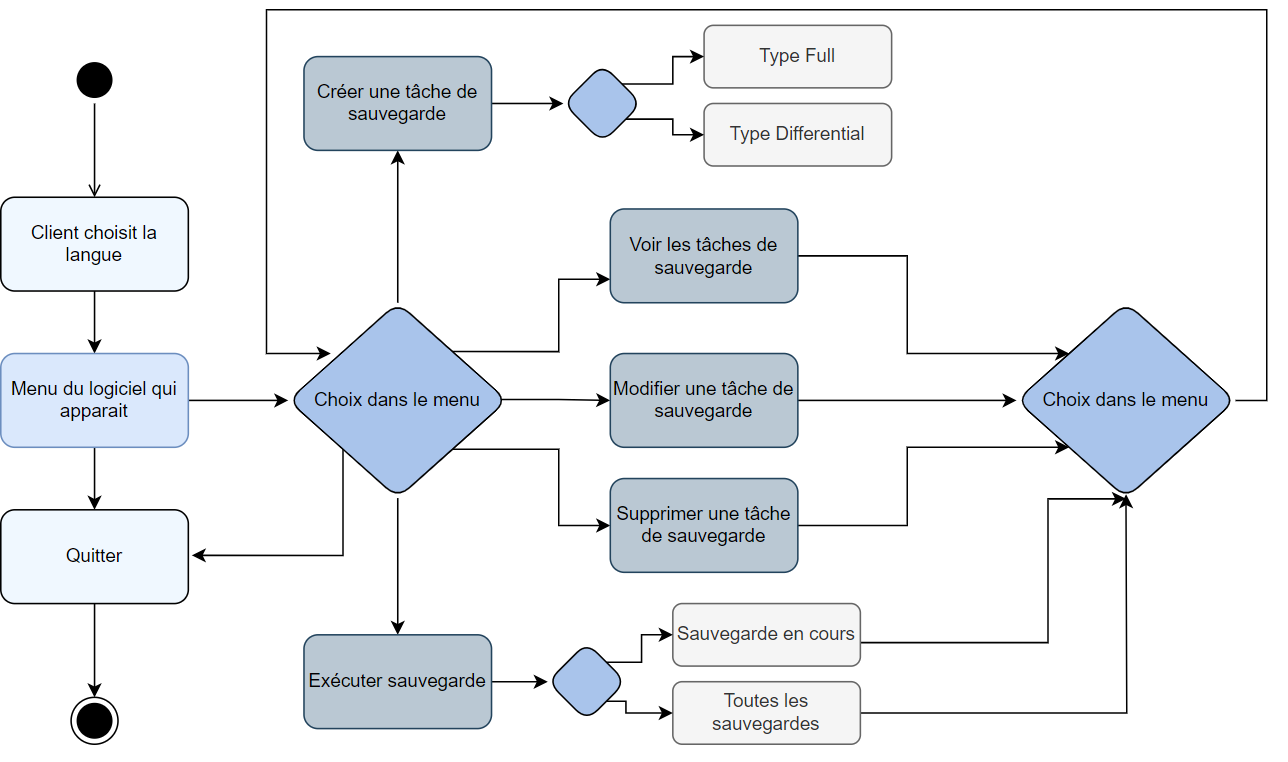 Type Full
Créer une tâche de
sauvegarde
Type Differential
Client choisit la
langue
Voir les tâches de
sauvegarde
Menu du logiciel qui
apparait
Choix dans le menu
Modifier une tâche de
sauvegarde
Choix dans le menu
Supprimer une tâche
de sauvegarde
Quitter
Exécuter sauvegarde
Sauvegarde en cours
Toutes les
sauvegardes